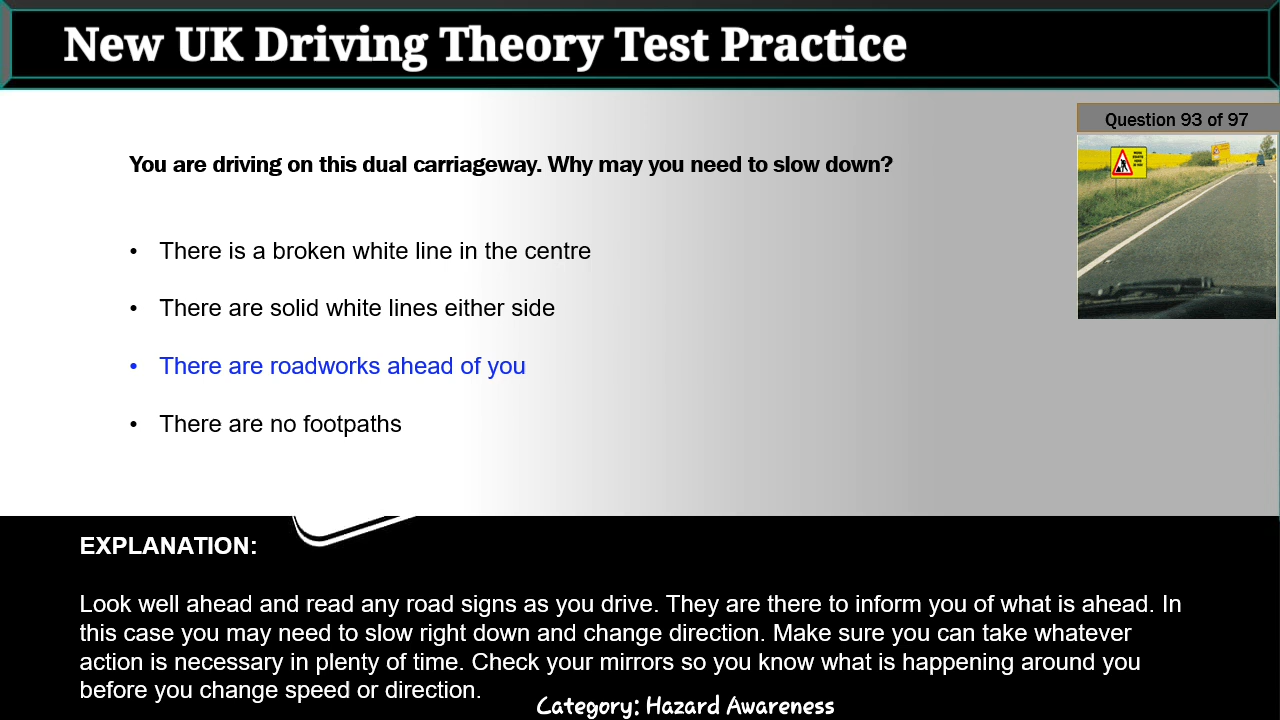 New UK Driving Theory Test Practice
Question 93 of 97
You are driving on this dual carriageway. Why may you need to slow down?
• There is a broken white line in the centre
• There are solid white lines either side
• There are roadworks ahead of you
• There are no footpaths
EXPLANATION:
Look well ahead and read any road signs as you drive. They are there to inform you of what is ahead. In
this case you may need to slow right down and change direction. Make sure you can take whatever
action is necessary in plenty of time. Check your mirrors so you know what is happening around you
before you change speed or direction.
Category: Hazard Awareness